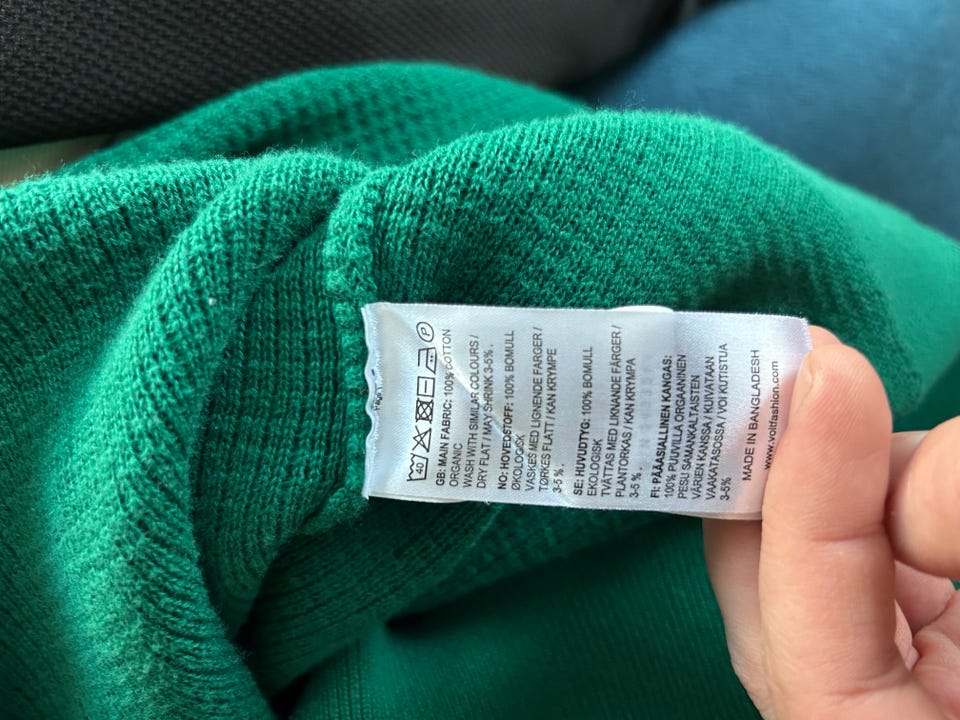 40 P
GB: MAIN FABRIC: 100% COTTON
ORGANIC
WASH WITH SIMILAR COLOURS /
DRY FLAT / MAY SHRINK 3-5% .
NO: HOVEDSTOFF: 100% BOMULL
ØKOLOGISK
VASKES MED LIGNENDE FARGER /
TØRKES FLATT / KAN KRYMPE
3-5 % .
SE: HUVUDTYG: 100% BOMULL
EKOLOGISK
TVÄTTAS MED LIKNANDE FÄRGER /
PLANTORKAS / KAN KRYMPA
3-5 % .
FI: PÄÄASIALLINEN KANGAS:
100% PUUVILLA ORGAANINEN
PESU SAMANKALTAISTEN
VÄRIEN KANSSA / KUIVATAAN
VAAKATASOSSA / VOI KUTISTUA
3-5%
MADE IN BANGLADESH
www.voltfashion.com